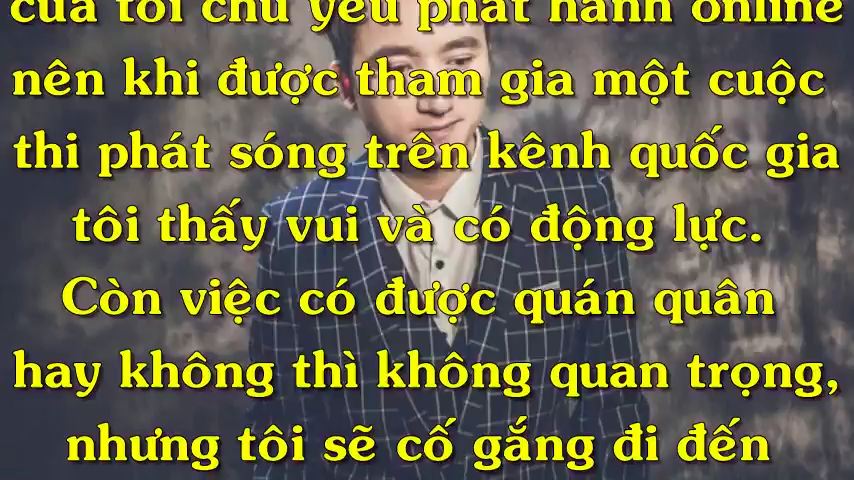 của tôi chủ yếu phát hành online
nên khi được tham gia một cuộc
thi phát sóng trên kênh quốc gia
tôi thấy vui và có động lực.
Còn việc có được quán quân
hay không thì không quan trọng,
nhưng tôi sẽ cố gắng đi đến